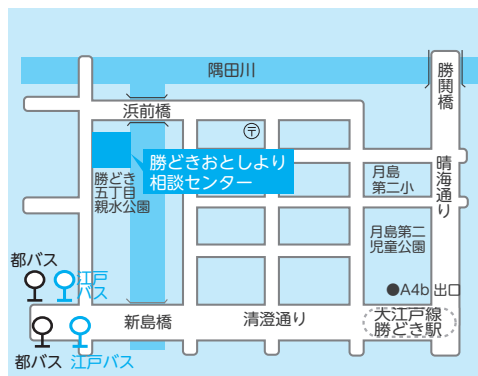 隅田川
勝鬨橋
浜前橋
〒
勝どきおとしより
相談センター
勝どき
五丁目
親水公園
月島
第二小
晴海通り
月島第二
児童公園
都バス
江戸
バス
●A4b 出口
大江戸線
勝どき駅
新島橋
清澄通り
都バス
江戸バス